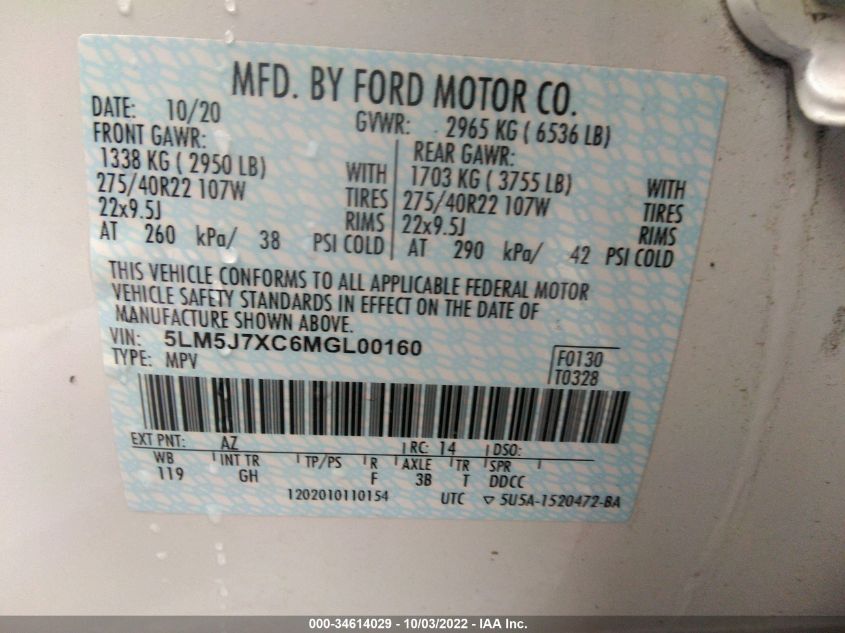 MFD. BY FORD MOTOR CO.
DATE: 10/20 GVWR: 2965 KG ( 6536 LB)
FRONT GAWR: REAR GAWR:
1338 KG ( 2950 LB) WITH 1703 KG ( 3755 LB) WITH
275/40R22 107W TIRES 275/40R22 107W TIRES
22x9.5J RIMS 22x9.5J RIMS
AT 260 kPa/ 38 PSI COLD AT 290 kPa/ 42 PSI COLD
THIS VEHICLE CONFORMS TO ALL APPLICABLE FEDERAL MOTOR
VEHICLE SAFETY STANDARDS IN EFFECT ON THE DATE OF
MANUFACTURE SHOWN ABOVE.
VIN: 5LM5J7XC6MGL00160 F0130
TYPE: MPV T0328
EXT PNT: AZ RC: 14 DSO:
WB INT TR TP/PS R AXLE TR SPR
119 GH F 3B T DDCC
1202010110154 UTC ▽ 5U5A-1520472-BA
000-34614029 - 10/03/2022 - IAA Inc.